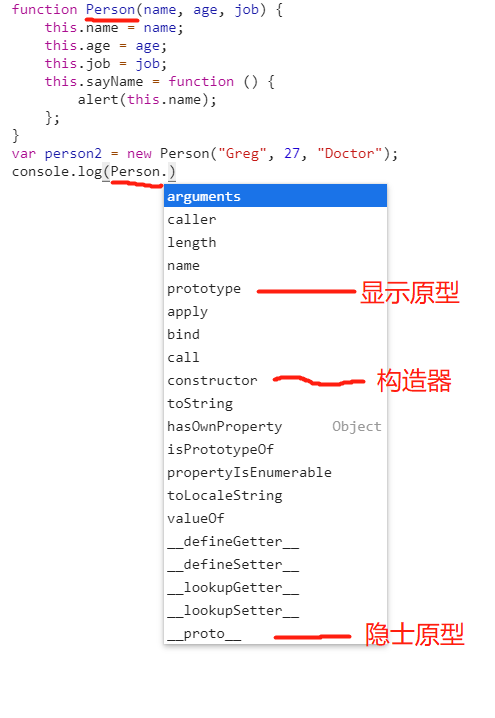 function Person(name, age, job) {
    this.name = name;
    this.age = age;
    this.job = job;
    this.sayName = function () {
        alert(this.name);
    };
}
var person2 = new Person("Greg", 27, "Doctor");
console.log(Person.)
arguments
caller
length
name
prototype 显示原型
apply
bind
call
constructor 构造器
toString
hasOwnProperty Object
isPrototypeOf
propertyIsEnumerable
toLocaleString
valueOf
__defineGetter__
__defineSetter__
__lookupGetter__
__lookupSetter__
__proto__ 隐士原型